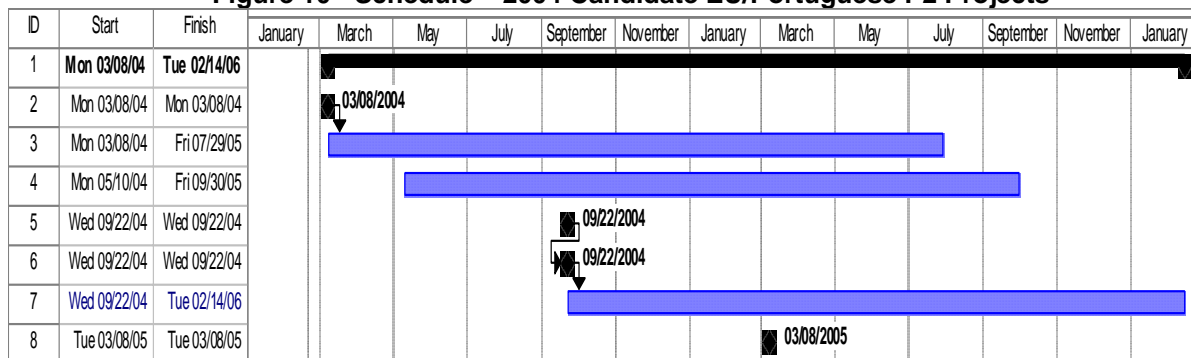 ID Start Finish January March May July September November January March May July September November January
1 Mon 03/08/04 Tue 02/14/06
2 Mon 03/08/04 Mon 03/08/04 03/08/2004
3 Mon 03/08/04 Fri 07/29/05
4 Mon 05/10/04 Fri 09/30/05
5 Wed 09/22/04 Wed 09/22/04 09/22/2004
6 Wed 09/22/04 Wed 09/22/04 09/22/2004
7 Wed 09/22/04 Tue 02/14/06
8 Tue 03/08/05 Tue 03/08/05 03/08/2005